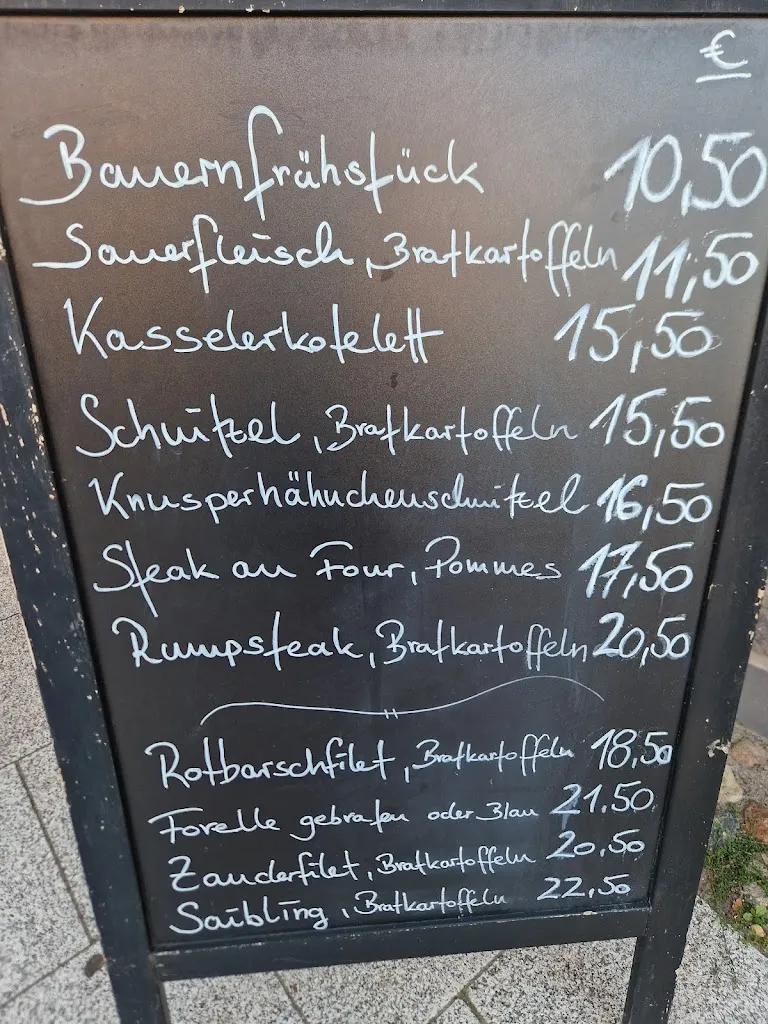 €
Bauernfrühstück 10,50
Sauerfleisch, Bratkartoffeln 11,50
Kasselerkotelett 15,50
Schnitzel, Bratkartoffeln 15,50
Knusperhähnchenschnitzel 16,50
Steak au Four, Pommes 17,50
Rumpsteak, Bratkartoffeln 20,50
Rotbarschfilet, Bratkartoffeln 18,50
Forelle gebraten oder Blau 21.50
Zanderfilet, Bratkartoffeln 20.50
Saibling, Bratkartoffeln 22,50